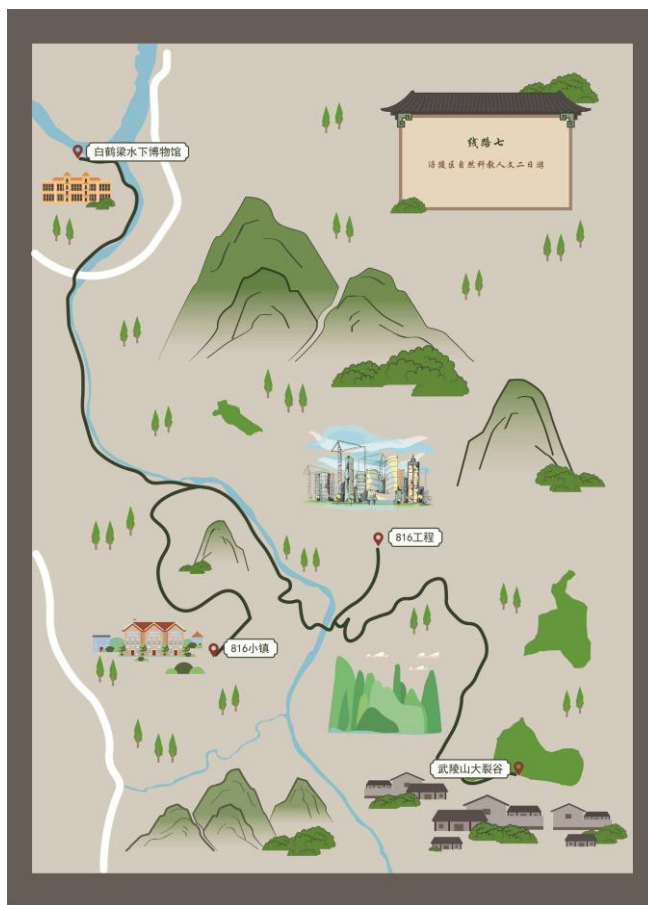 线路七
涪陵区自然科教人文二日游
白鹤梁水下博物馆
816工程
816小镇
武陵山大裂谷